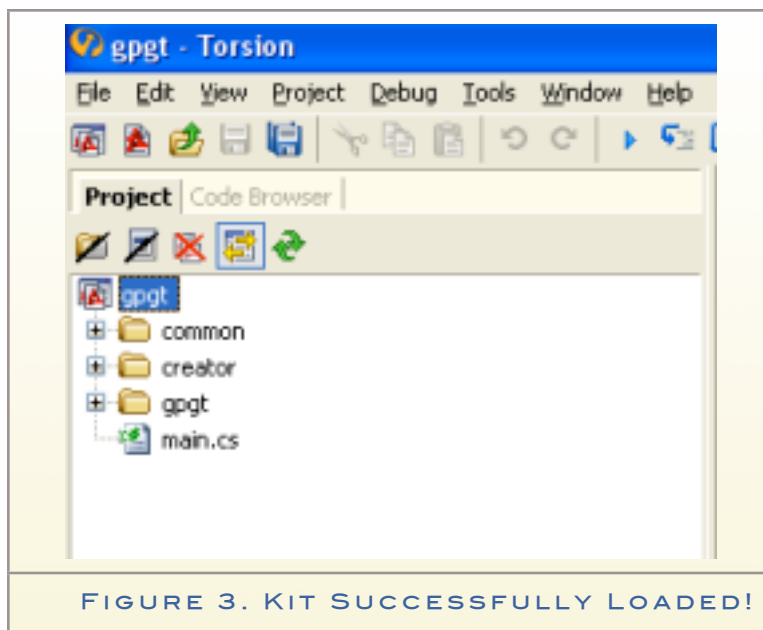 gpgt - Torsion
File Edit View Project Debug Tools Window Help
Project Code Browser
gpgt
common
creator
gpgt
main.cs
Figure 3. Kit Successfully Loaded!